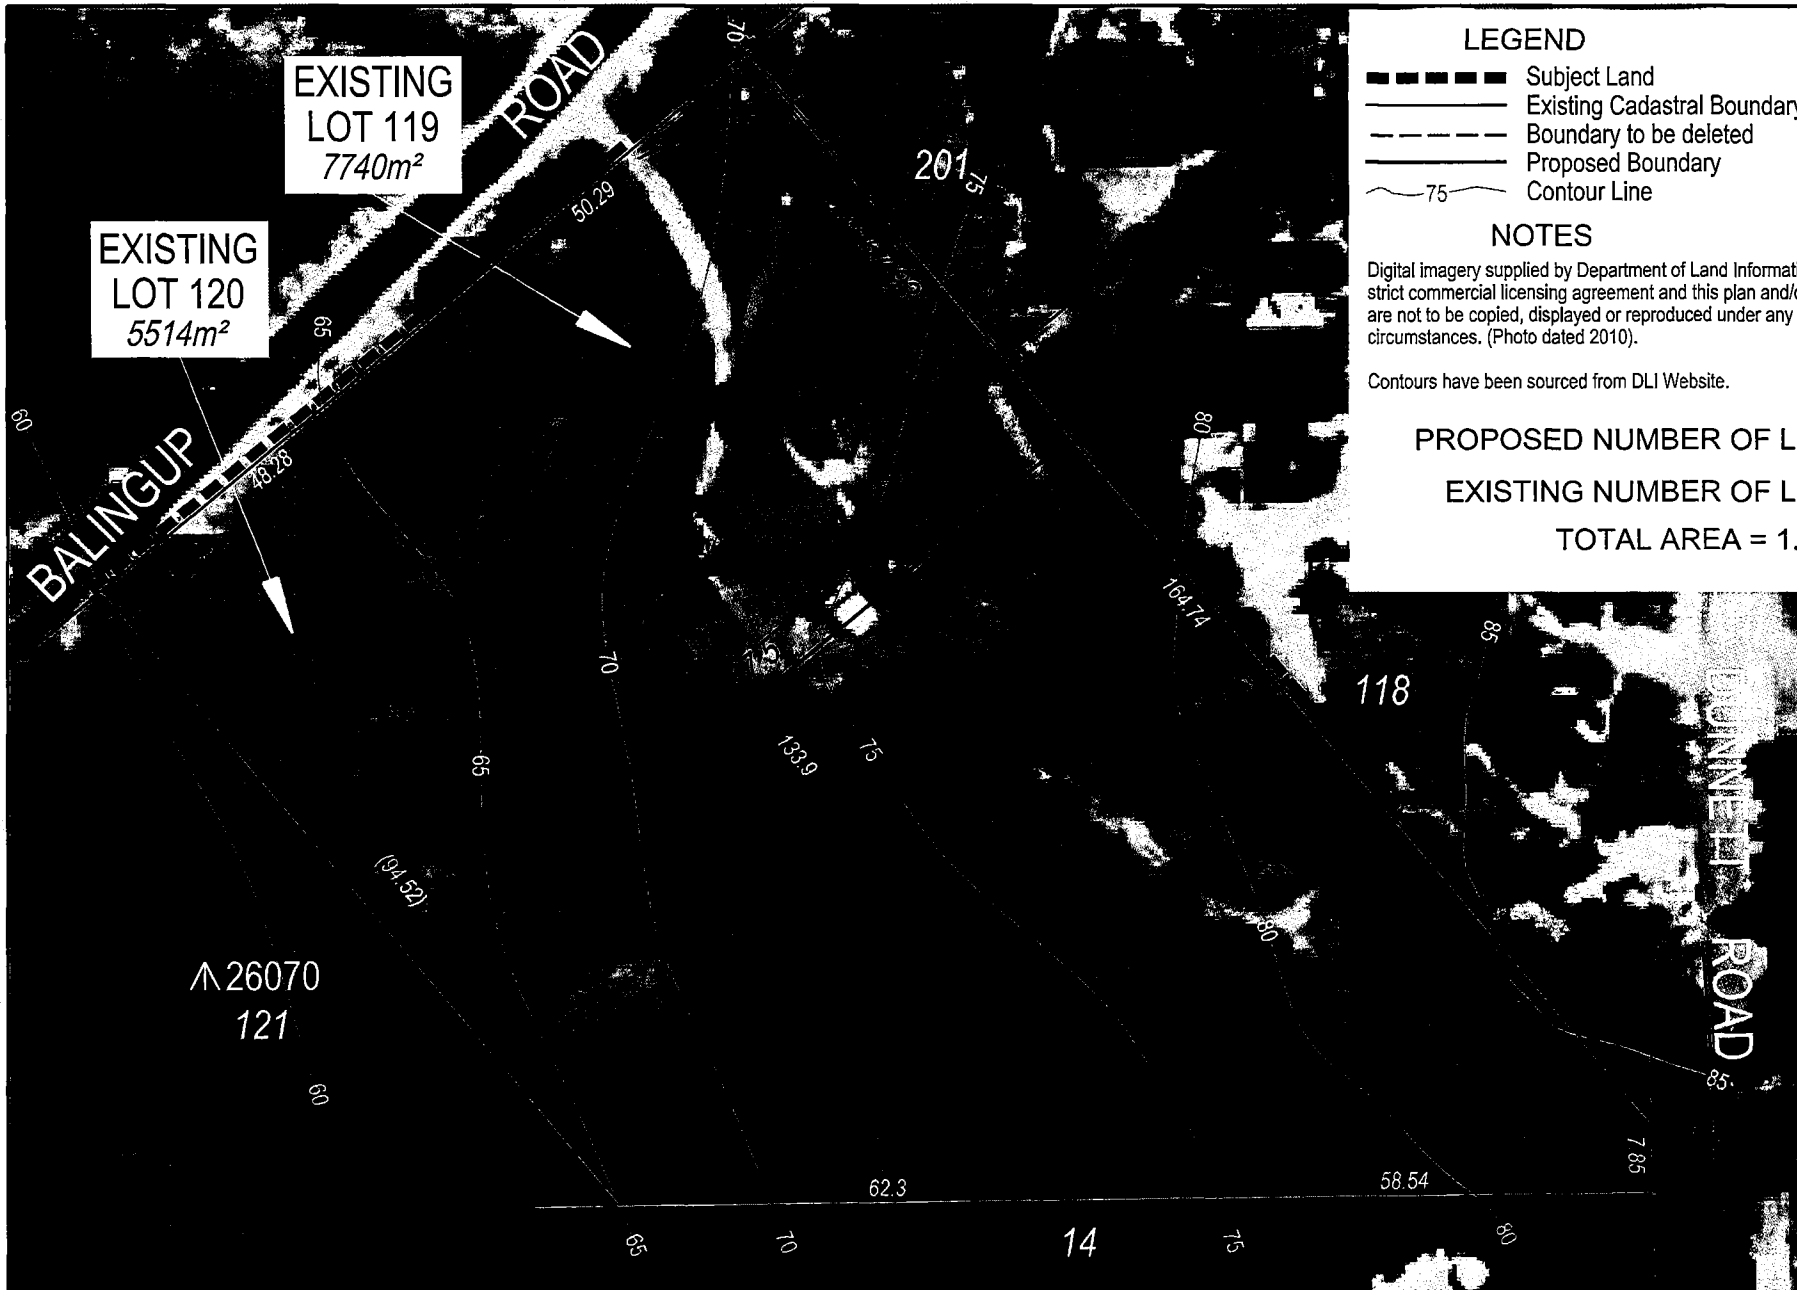 LEGEND
Subject Land
Existing Cadastral Boundary
Boundary to be deleted
Proposed Boundary
75
Contour Line
NOTES
Digital imagery supplied by Department of Land Informati
strict commercial licensing agreement and this plan and/
are not to be copied, displayed or reproduced under any
circumstances. (Photo dated 2010).
Contours have been sourced from DLI Website.
PROPOSED NUMBER OF L
EXISTING NUMBER OF L
TOTAL AREA = 1.
EXISTING
LOT 119
7740m²
EXISTING
LOT 120
5514m²
BALINGUP
ROAD
70
201
75
50.29
65
60
48.28
80
164.74
85
118
DUNNETT
ROAD
70
133.9
75
65
(94.52)
80
26070
121
60
85
7.85
62.3
58.54
65
70
14
75
80